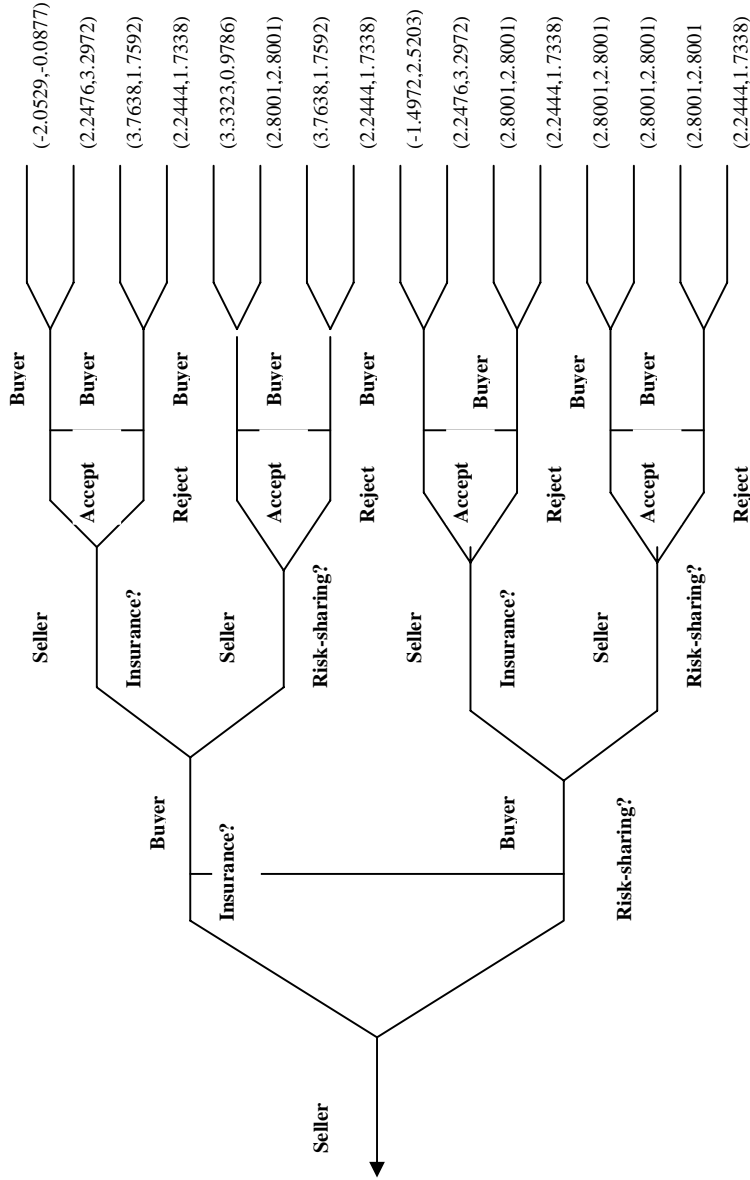 Seller
Buyer
Insurance?
Buyer
Risk-sharing?
Seller
Insurance?
Seller
Risk-sharing?
Seller
Insurance?
Seller
Risk-sharing?
Accept
Reject
Accept
Reject
Accept
Reject
Accept
Reject
Buyer
Buyer
Buyer
Buyer
Buyer
Buyer
Buyer
Buyer
(-2.0529,-0.0877)
(2.2476,3.2972)
(3.7638,1.7592)
(2.2444,1.7338)
(3.3323,0.9786)
(2.8001,2.8001)
(3.7638,1.7592)
(2.2444,1.7338)
(-1.4972,2.5203)
(2.2476,3.2972)
(2.8001,2.8001)
(2.2444,1.7338)
(2.8001,2.8001)
(2.8001,2.8001)
(2.8001,2.8001
(2.2444,1.7338)